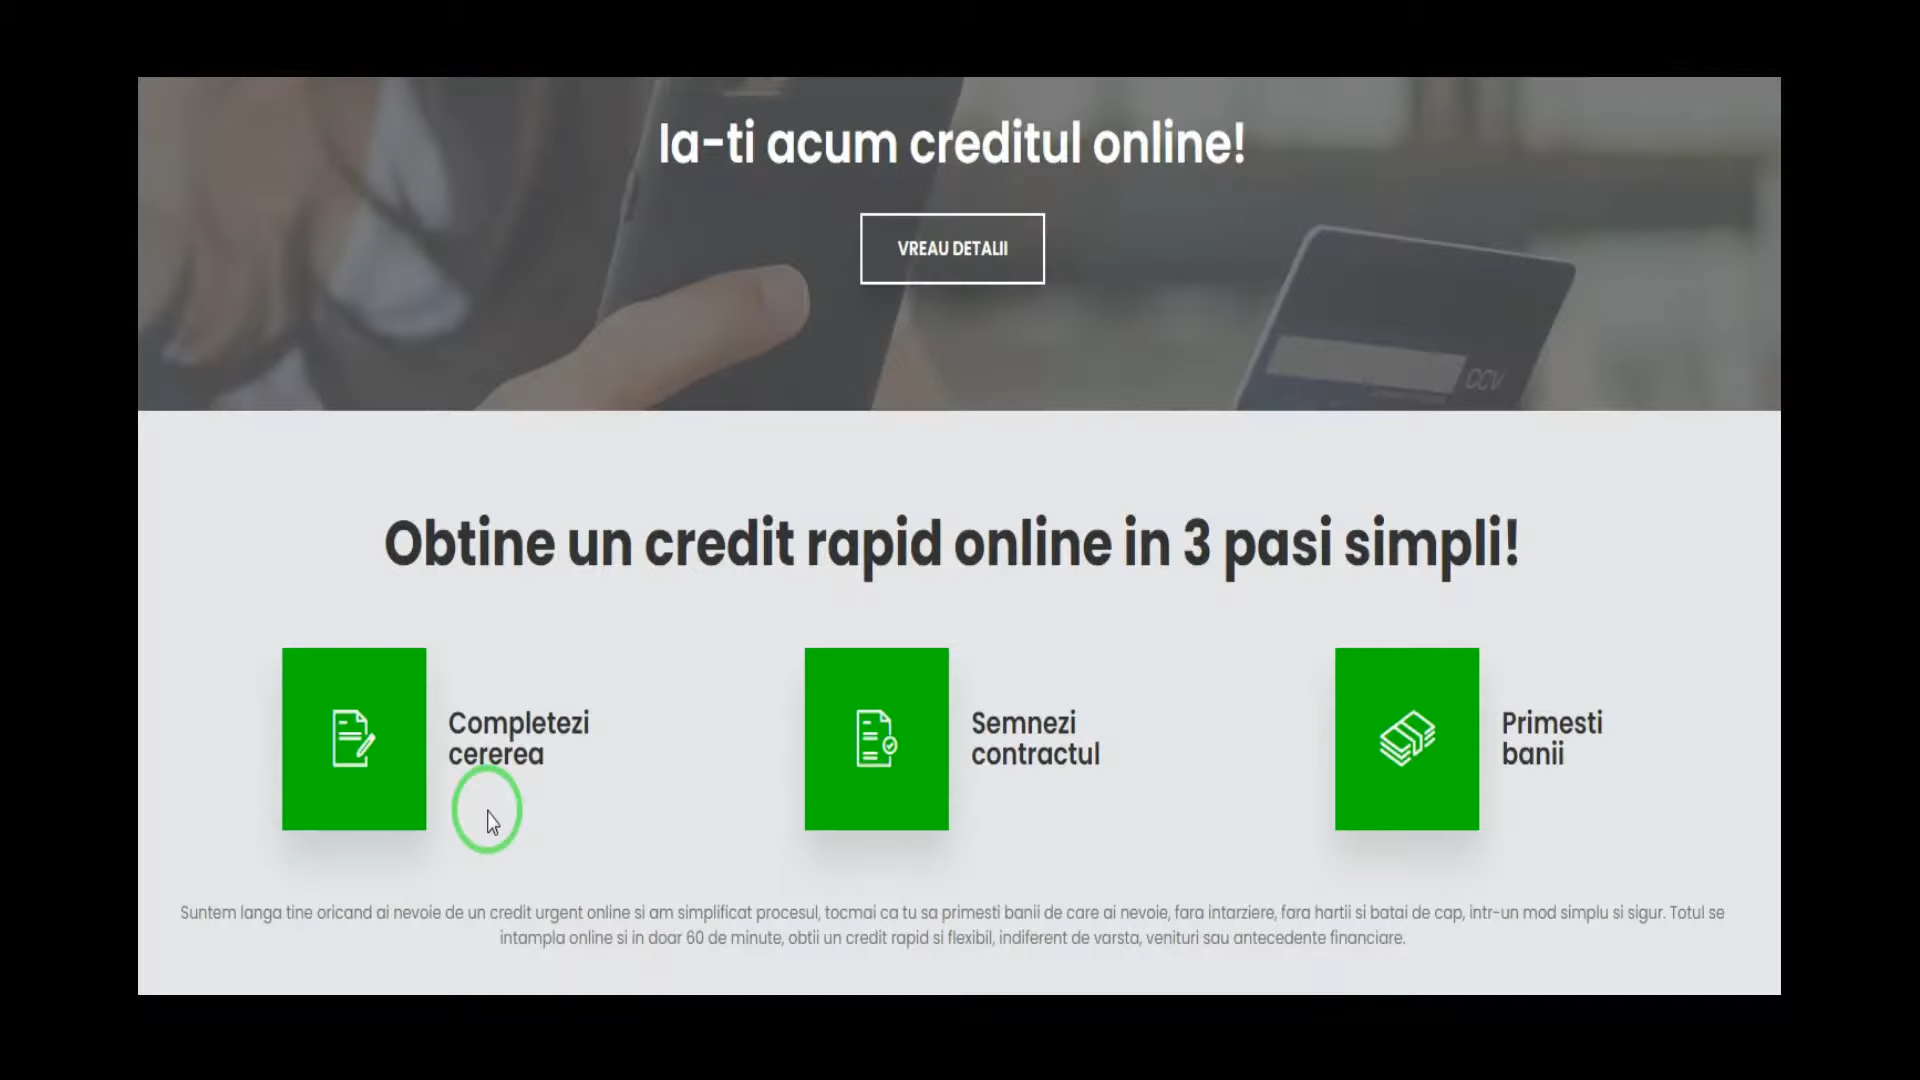 Ia-ti acum creditul online!
VREAU DETALII
CCV
Obtine un credit rapid online in 3 pasi simpli!
Completezi
cererea
Semnezi
contractul
Primesti
banii
Suntem langa tine oricand ai nevoie de un credit urgent online si am simplificat procesul, tocmai ca tu sa primesti banii de care ai nevoie, fara intarziere, fara hartii si batai de cap, intr-un mod simplu si sigur. Totul se
intampla online si in doar 60 de minute, obtii un credit rapid si flexibil, indiferent de varsta, venituri sau antecedente financiare.